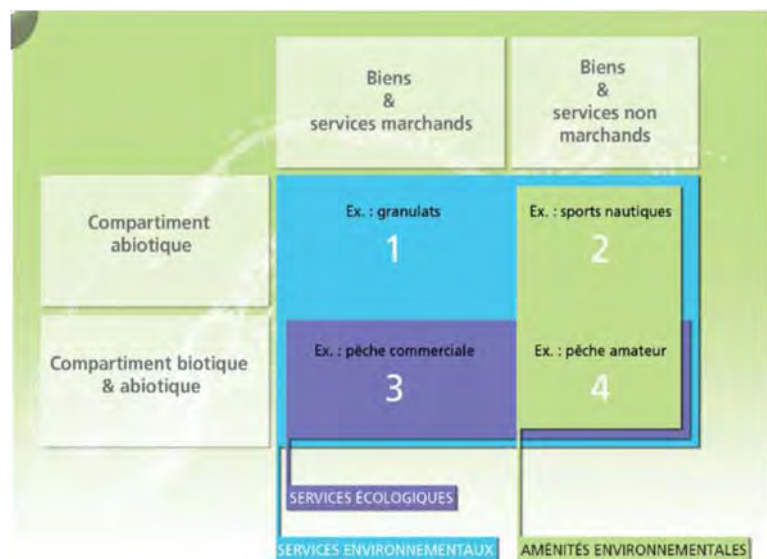 Biens
&
services marchands
Biens
&
services non
marchands
Compartiment
abiotique
Ex. : granulats
1
Ex. : sports nautiques
2
Compartiment biotique
& abiotique
Ex. : pêche commerciale
3
Ex. : pêche amateur
4
SERVICES ÉCOLOGIQUES
SERVICES ENVIRONNEMENTAUX
AMÉNITÉS ENVIRONNEMENTALES